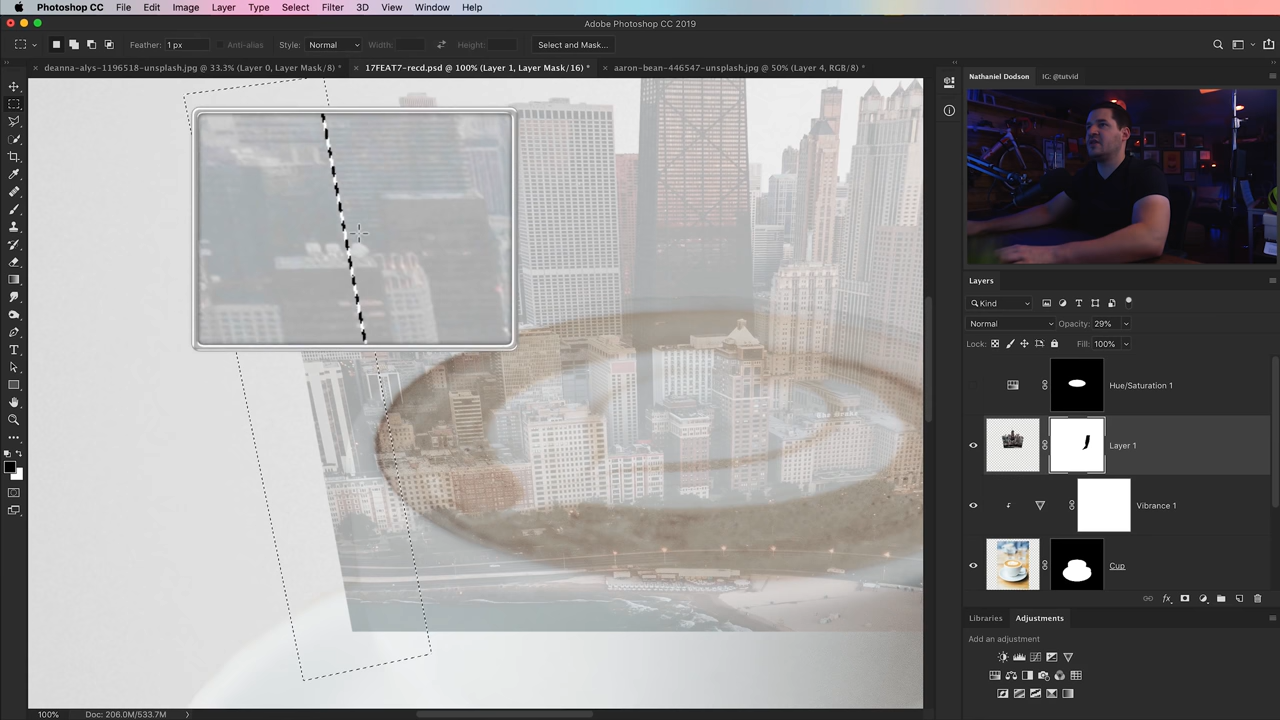 Photoshop CC File Edit Image Layer Type Select Filter 3D View Window Help
Adobe Photoshop CC 2019
Feather: 1 px Anti-alias Style: Normal Width: Height: Select and Mask...
deanna-alys-1196518-unsplash.jpg @ 33.3% (Layer 0, Layer Mask/8) *
17FEAT7-recd.psd @ 100% (Layer 1, Layer Mask/16) *
aaron-bean-446547-unsplash.jpg @ 50% (Layer 4, RGB/8) *
Nathaniel Dodson IG: @tutvid
Layers
Kind
Normal Opacity: 29%
Lock: Fill: 100%
Hue/Saturation 1
Layer 1
Vibrance 1
Cup
fx
Libraries Adjustments
Add an adjustment
100% Doc: 206.0M/533.7M